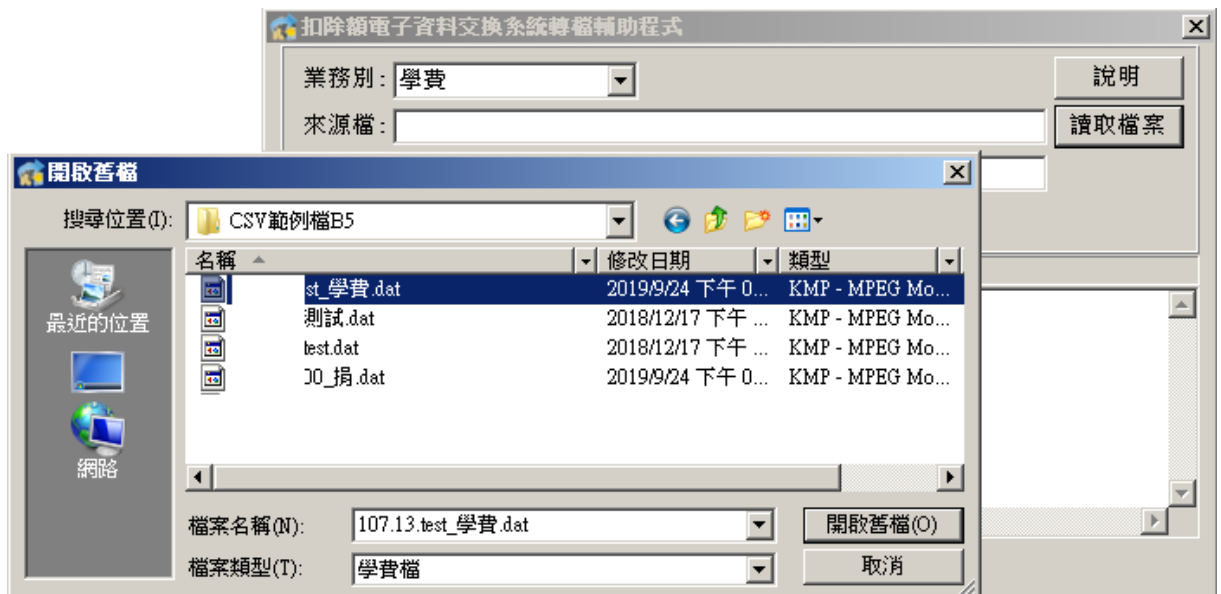 扣除額電子資料交換系統轉檔輔助程式
業務別: 學費 說明
來源檔: 讀取檔案
開啟舊檔
搜尋位置(I): CSV範例檔B5
名稱 修改日期 類型
st_學費.dat 2019/9/24 下午 0... KMP - MPEG Mo...
測試.dat 2018/12/17 下午 ... KMP - MPEG Mo...
test.dat 2018/12/17 下午 ... KMP - MPEG Mo...
00_捐.dat 2019/9/24 下午 0... KMP - MPEG Mo...
最近的位置
網路
檔案名稱(N): 107.13.test_學費.dat 開啟舊檔(O)
檔案類型(T): 學費檔 取消